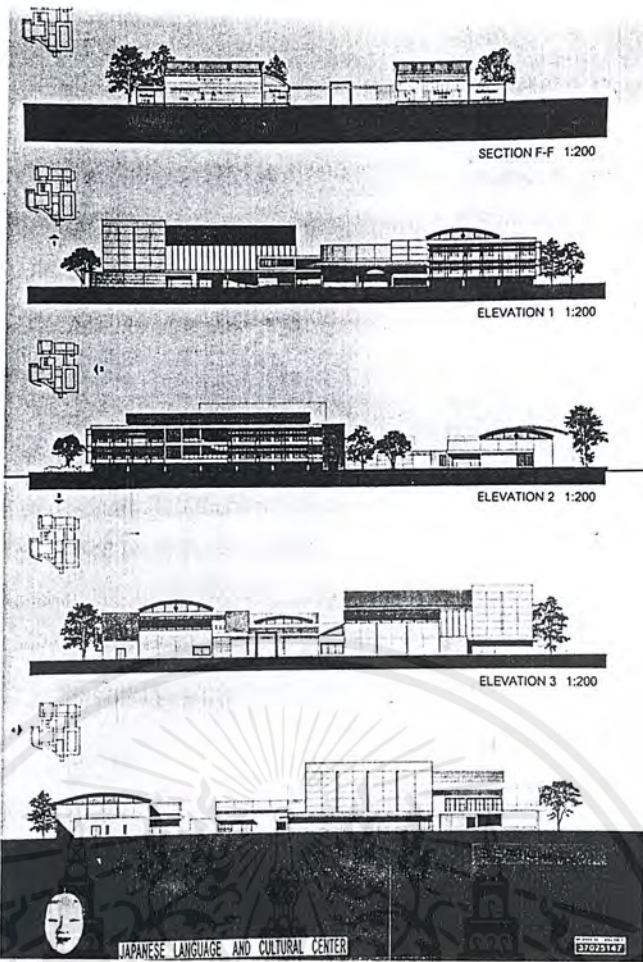 SECTION F-F 1:200
ELEVATION 1 1:200
ELEVATION 2 1:200
ELEVATION 3 1:200
JAPANESE LANGUAGE AND CULTURAL CENTER
37025147